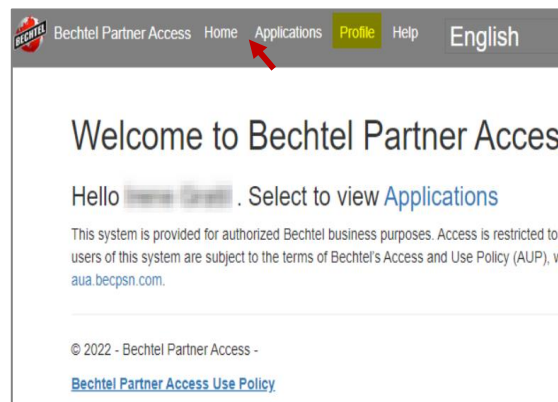 BECHTEL
Bechtel Partner Access Home Applications Profile Help English
Welcome to Bechtel Partner Acces
Hello . Select to view Applications
This system is provided for authorized Bechtel business purposes. Access is restricted to
users of this system are subject to the terms of Bechtel's Access and Use Policy (AUP), w
aua.becpsn.com.
© 2022 - Bechtel Partner Access -
Bechtel Partner Access Use Policy